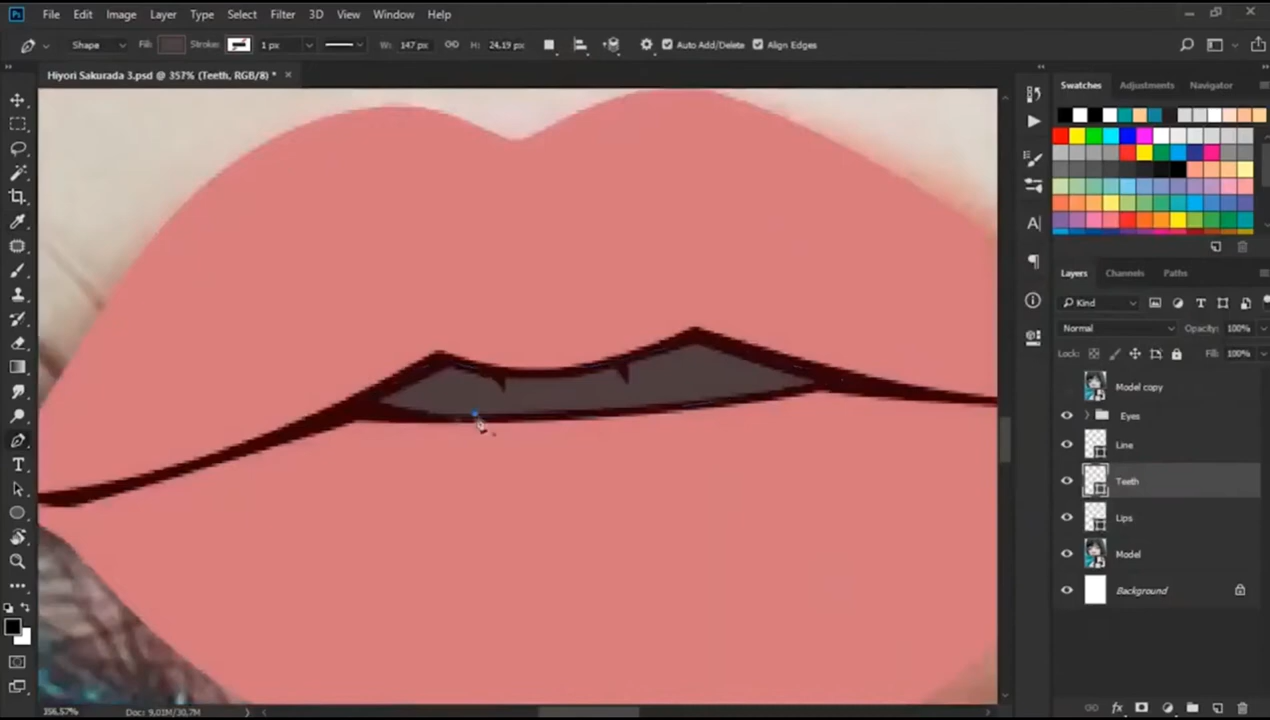 Ps File Edit Image Layer Type Select Filter 3D View Window Help
Shape Fill: Stroke: 1 px W: 147 px H: 24,19 px Auto Add/Delete Align Edges
Hiyori Sakurada 3.psd @ 357% (Teeth, RGB/8) *
Swatches Adjustments Navigator
Layers Channels Paths
Kind
Normal Opacity: 100%
Lock: Fill: 100%
Model copy
Eyes
Line
Teeth
Lips
Model
Background
356,57% Doc: 9,01M/30,7M